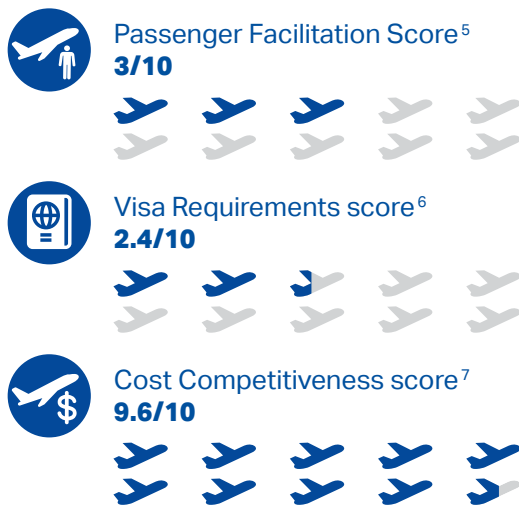 Passenger Facilitation Score⁵
3/10
Visa Requirements score⁶
2.4/10
Cost Competitiveness score⁷
9.6/10
$